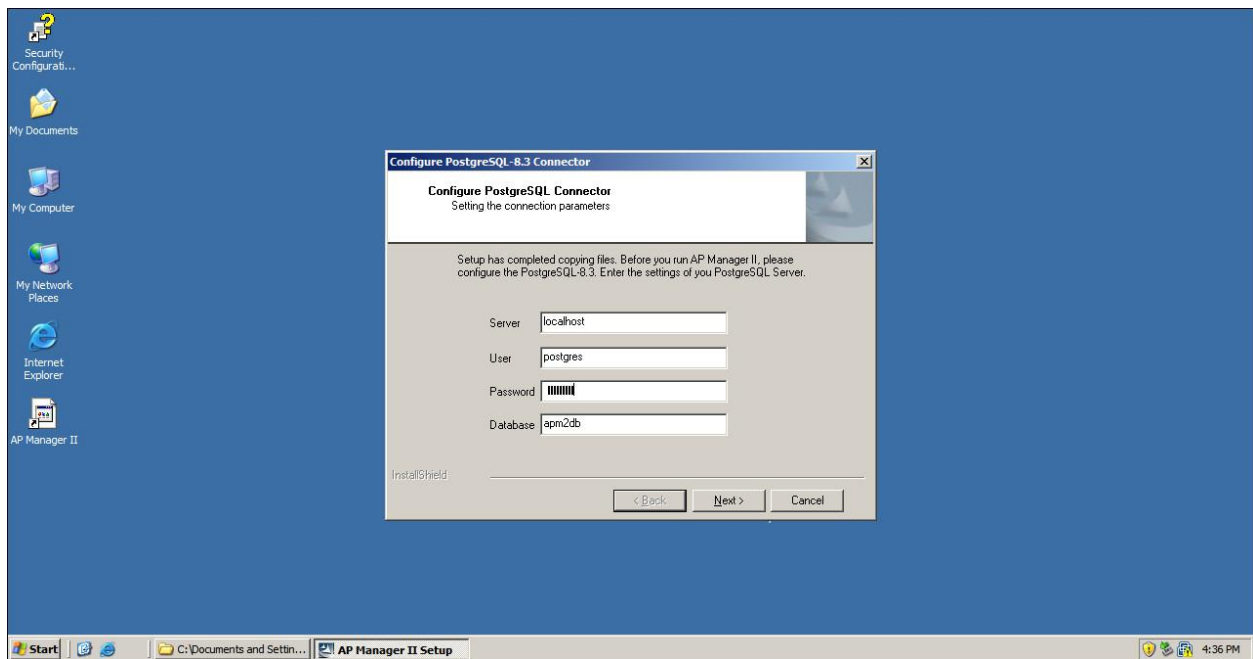 Security
Configurati...
My Documents
My Computer
My Network
Places
Internet
Explorer
AP Manager II
Configure PostgreSQL-8.3 Connector
Configure PostgreSQL Connector
Setting the connection parameters
Setup has completed copying files. Before you run AP Manager II, please
configure the PostgreSQL-8.3. Enter the settings of you PostgreSQL Server.
Server localhost
User postgres
Password
Database apm2db
InstallShield
< Back
Next >
Cancel
Start
C:\Documents and Settin...
AP Manager II Setup
4:36 PM